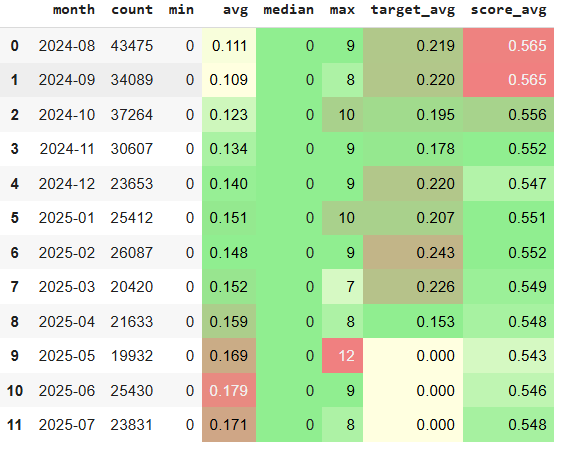 month count min avg median max target_avg score_avg
0 2024-08 43475 0 0.111 0 9 0.219 0.565
1 2024-09 34089 0 0.109 0 8 0.220 0.565
2 2024-10 37264 0 0.123 0 10 0.195 0.556
3 2024-11 30607 0 0.134 0 9 0.178 0.552
4 2024-12 23653 0 0.140 0 9 0.220 0.547
5 2025-01 25412 0 0.151 0 10 0.207 0.551
6 2025-02 26087 0 0.148 0 9 0.243 0.552
7 2025-03 20420 0 0.152 0 7 0.226 0.549
8 2025-04 21633 0 0.159 0 8 0.153 0.548
9 2025-05 19932 0 0.169 0 12 0.000 0.543
10 2025-06 25430 0 0.179 0 9 0.000 0.546
11 2025-07 23831 0 0.171 0 8 0.000 0.548